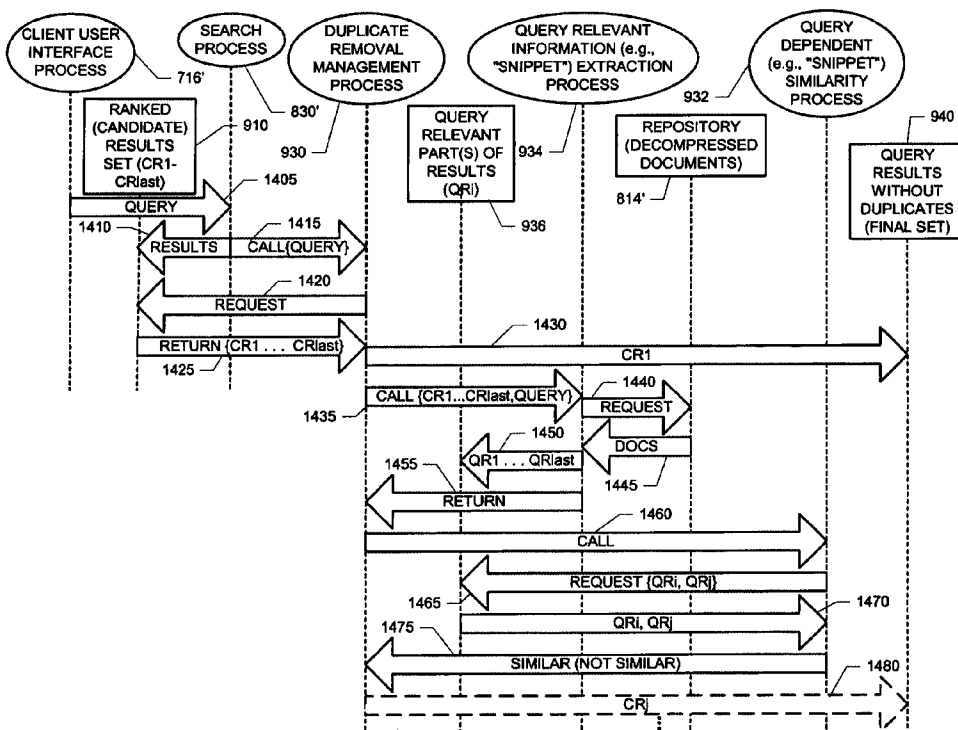 CLIENT USER
INTERFACE
PROCESS
716'
SEARCH
PROCESS
830'
DUPLICATE
REMOVAL
MANAGEMENT
PROCESS
930
QUERY RELEVANT
INFORMATION (e.g.,
"SNIPPET") EXTRACTION
PROCESS
934
932
QUERY
DEPENDENT
(e.g., "SNIPPET")
SIMILARITY
PROCESS
RANKED
(CANDIDATE)
RESULTS
SET (CR1-
CRlast)
910
QUERY
RELEVANT
PART(S) OF
RESULTS
(QRi)
936
REPOSITORY
(DECOMPRESSED
DOCUMENTS)
814'
940
QUERY
RESULTS
WITHOUT
DUPLICATES
(FINAL SET)
QUERY
1405
1410
RESULTS
1415
CALL{QUERY}
1420
REQUEST
RETURN {CR1 . . . CRlast}
1425
1430
CR1
CALL {CR1...CRlast,QUERY}
1435
1440
REQUEST
DOCS
1445
1450
QR1 . . . QRlast
1455
RETURN
1460
CALL
REQUEST {QRi, QRj}
1465
1470
QRi, QRj
1475
SIMILAR (NOT SIMILAR)
1480
CRj